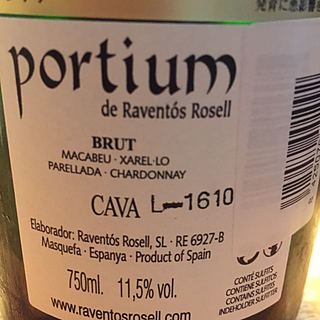 portium
de Raventós Rosell
BRUT
MACABEU · XAREL·LO
PARELLADA · CHARDONNAY
CAVA L 1610
Elaborador: Raventós Rosell, SL · RE 6927-B
Masquefa · Espanya · Product of Spain
750ml. 11,5% vol.
www.raventosrosell.com
CONTÉ SULFITS
CONTIENE SULFITOS
CONTAINS SULFITES
INDEHOLDER SULFITTER